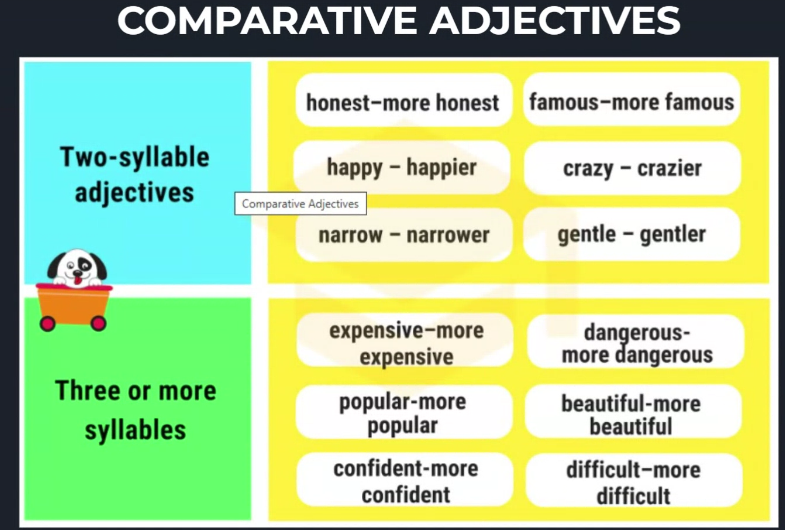 COMPARATIVE ADJECTIVES
Two-syllable
adjectives
honest–more honest
famous–more famous
happy – happier
crazy – crazier
Comparative Adjectives
narrow – narrower
gentle – gentler
Three or more
syllables
expensive–more
expensive
dangerous-
more dangerous
popular-more
popular
beautiful-more
beautiful
confident-more
confident
difficult–more
difficult